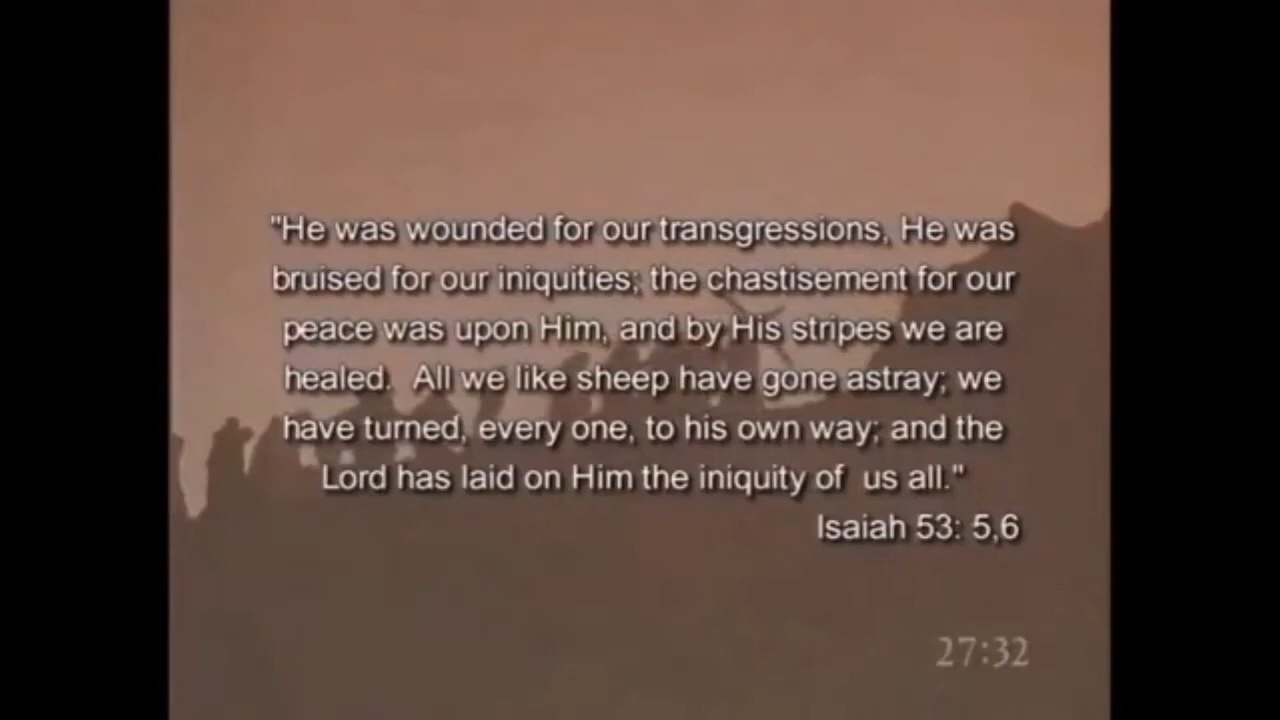 "He was wounded for our transgressions, He was
bruised for our iniquities; the chastisement for our
peace was upon Him, and by His stripes we are
healed.  All we like sheep have gone astray; we
have turned, every one, to his own way; and the
Lord has laid on Him the iniquity of  us all."
Isaiah 53: 5,6
27:32